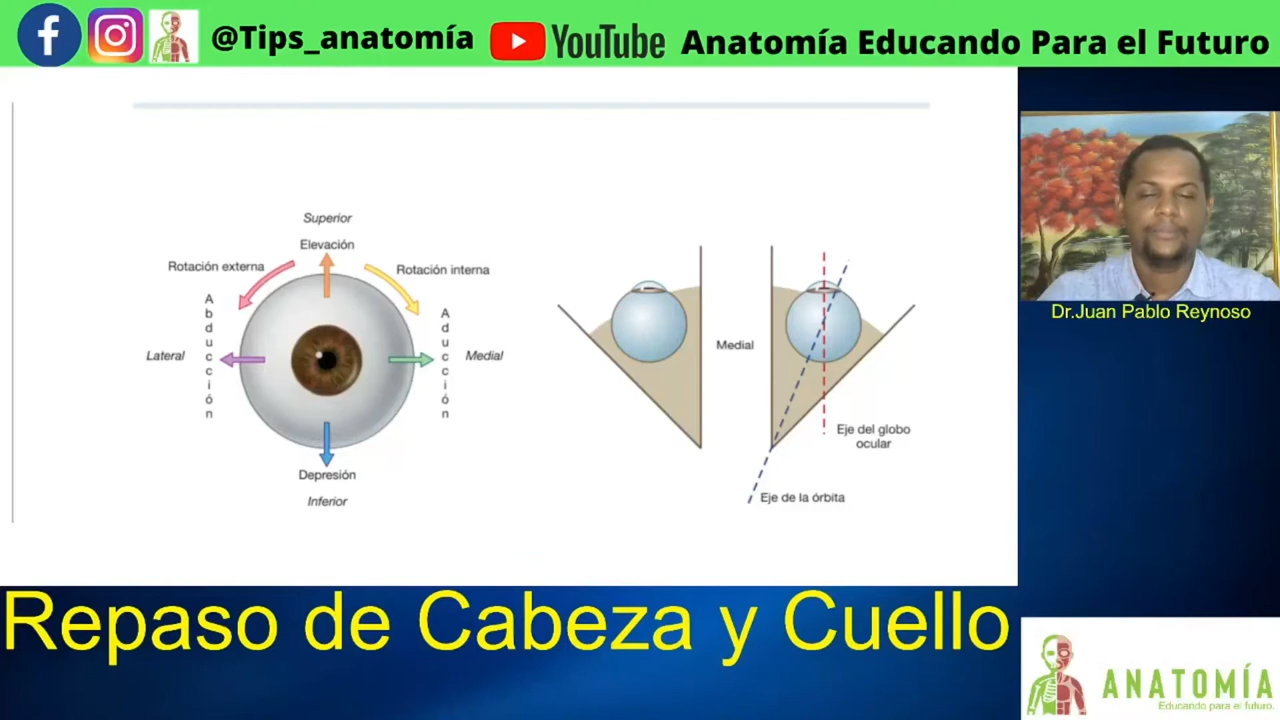 @Tips_anatomía YouTube Anatomía Educando Para el Futuro
Superior
Elevación
Rotación externa
Rotación interna
Abducción
Aducción
Lateral
Medial
Depresión
Inferior
Medial
Eje del globo
ocular
Eje de la órbita
Dr.Juan Pablo Reynoso
Repaso de Cabeza y Cuello
ANATOMÍA
Educando para el futuro.